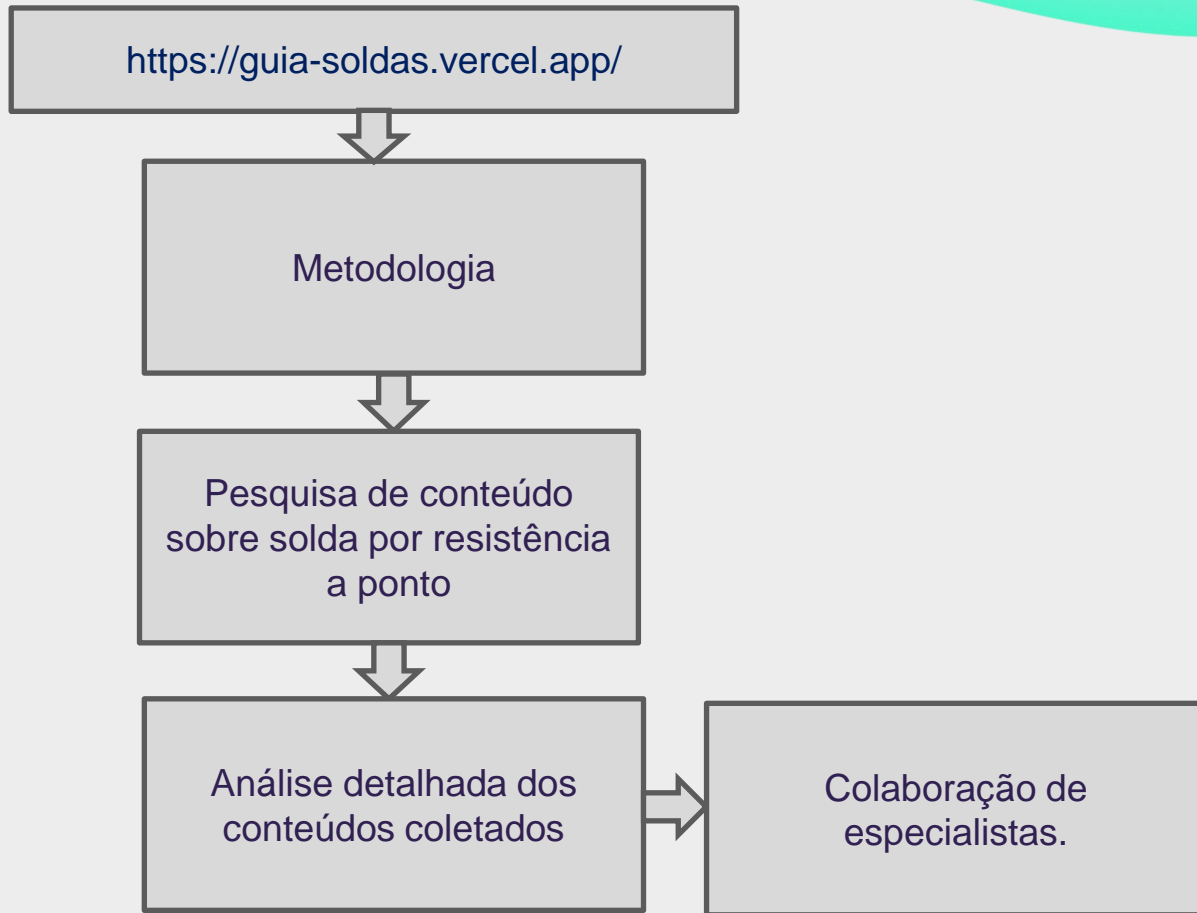 https://guia-soldas.vercel.app/
Metodologia
Pesquisa de conteúdo
sobre solda por resistência
a ponto
Análise detalhada dos
conteúdos coletados
Colaboração de
especialistas.